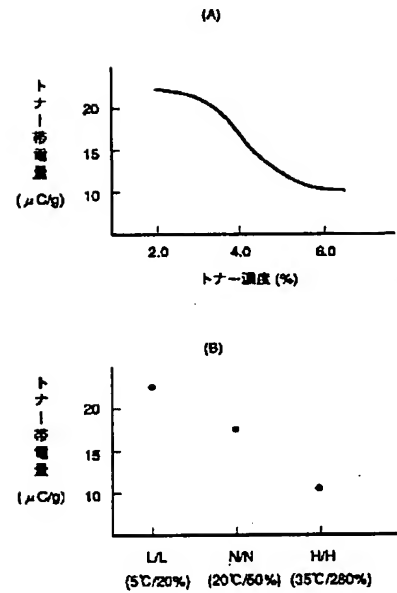 (A)
トナー帯電量
(μC/g)
20
15
10
2.0
4.0
6.0
トナー濃度 (%)
(B)
トナー帯電量
(μC/g)
20
15
10
L/L
N/N
H/H
(5℃/20%)
(20℃/60%)
(35℃/280%)